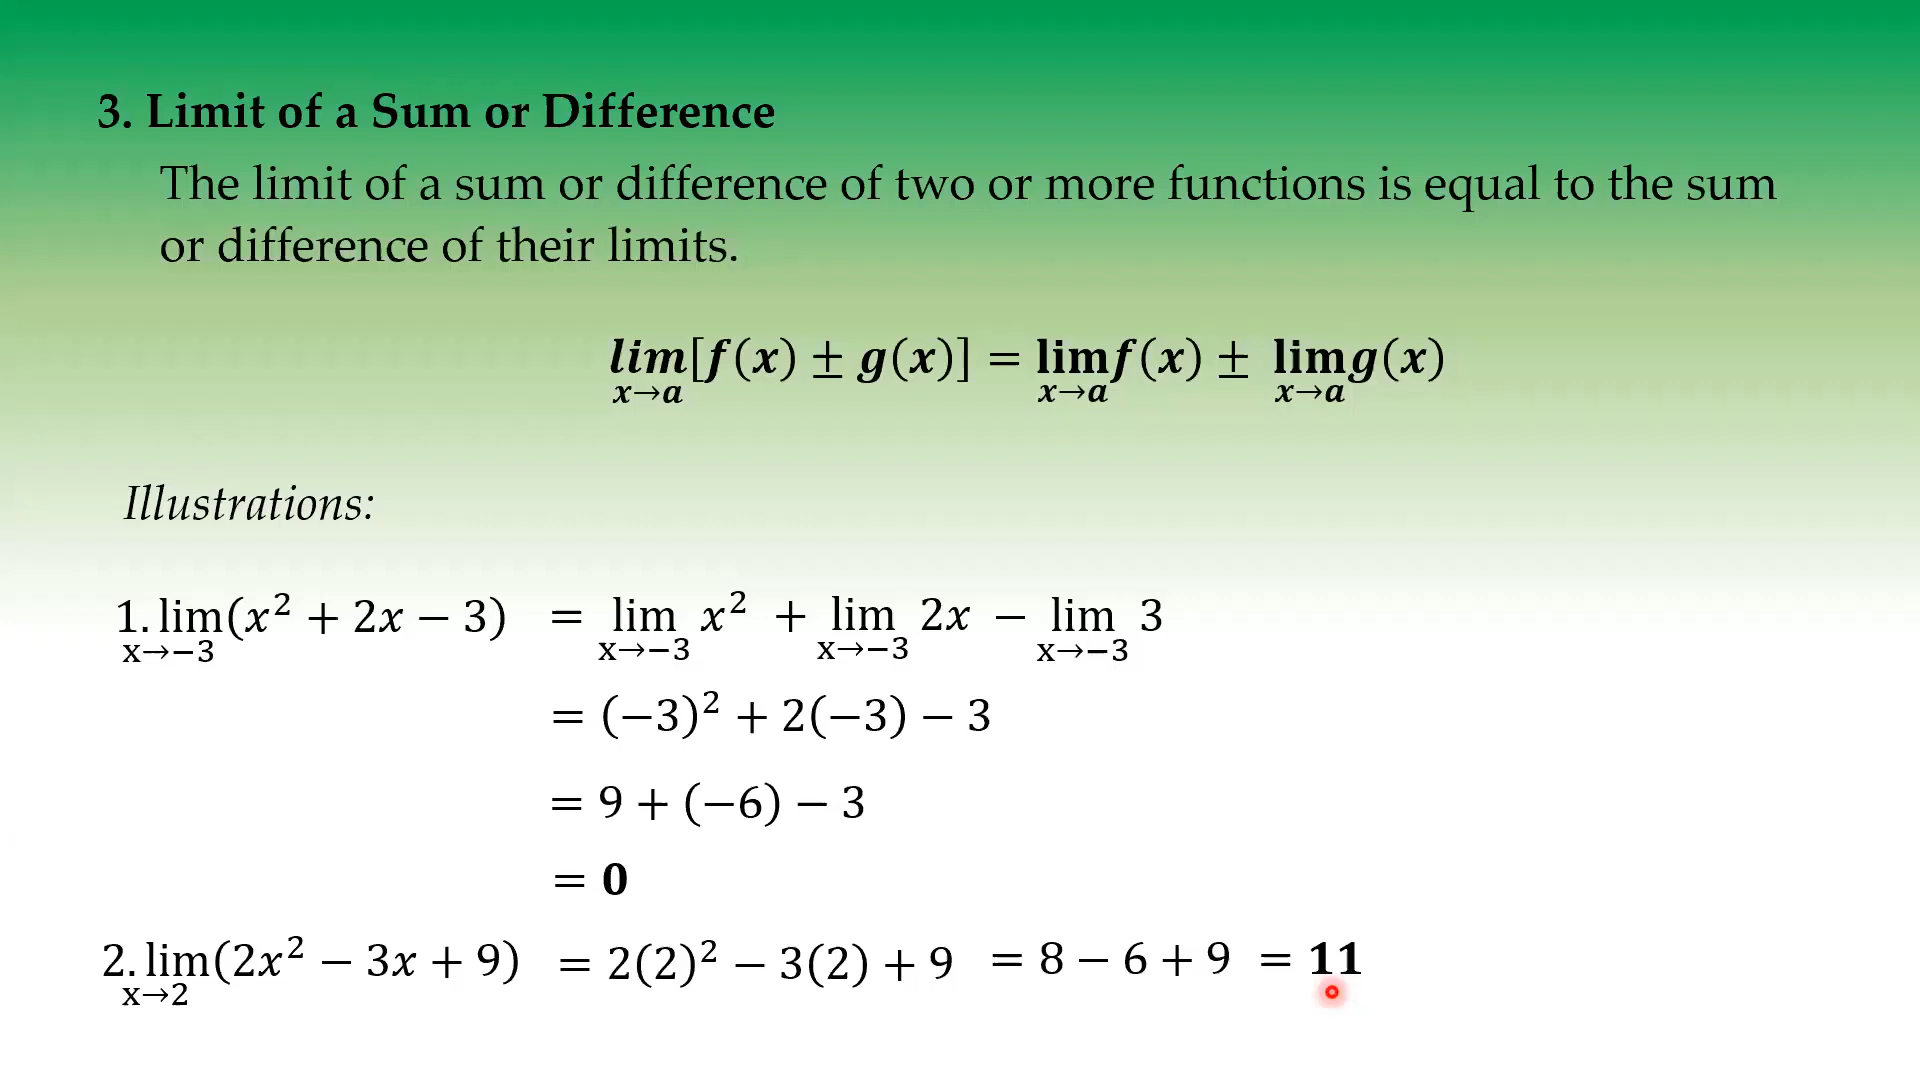 3. Limit of a Sum or Difference
The limit of a sum or difference of two or more functions is equal to the sum
or difference of their limits.
lim[f(x) ± g(x)] = lim f(x) ± lim g(x)
x→a x→a x→a
Illustrations:
1. lim(x² + 2x − 3) = lim x² + lim 2x − lim 3
x→−3 x→−3 x→−3 x→−3
= (−3)² + 2(−3) − 3
= 9 + (−6) − 3
= 0
2. lim(2x² − 3x + 9) = 2(2)² − 3(2) + 9 = 8 − 6 + 9 = 11
x→2